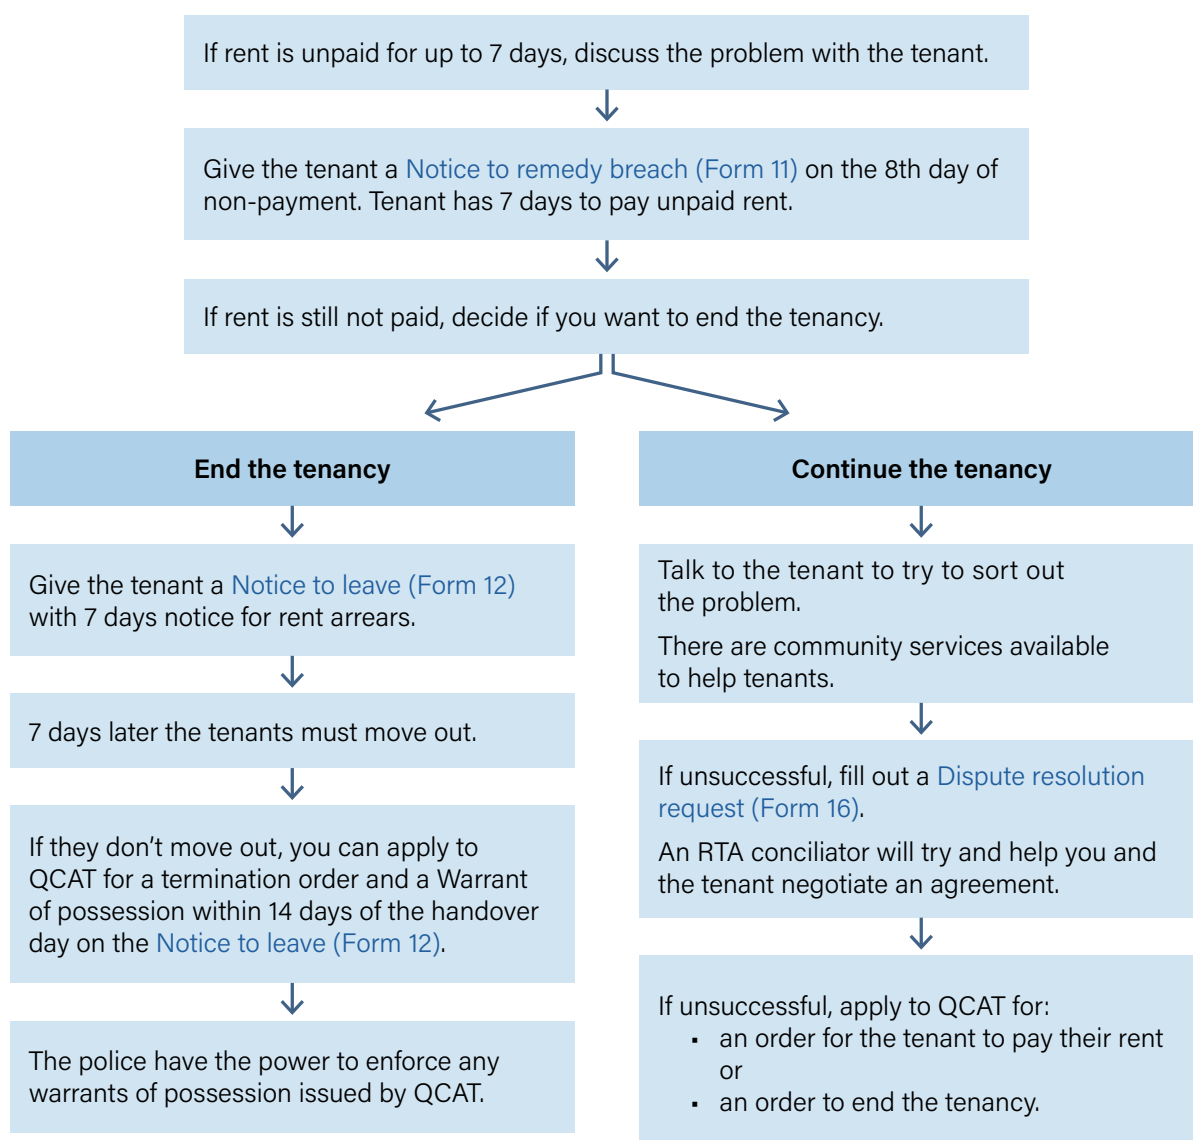 If rent is unpaid for up to 7 days, discuss the problem with the tenant.
Give the tenant a Notice to remedy breach (Form 11) on the 8th day of
non-payment. Tenant has 7 days to pay unpaid rent.
If rent is still not paid, decide if you want to end the tenancy.
End the tenancy
Give the tenant a Notice to leave (Form 12)
with 7 days notice for rent arrears.
7 days later the tenants must move out.
If they don’t move out, you can apply to
QCAT for a termination order and a Warrant
of possession within 14 days of the handover
day on the Notice to leave (Form 12).
The police have the power to enforce any
warrants of possession issued by QCAT.
Continue the tenancy
Talk to the tenant to try to sort out
the problem.
There are community services available
to help tenants.
If unsuccessful, fill out a Dispute resolution
request (Form 16).
An RTA conciliator will try and help you and
the tenant negotiate an agreement.
If unsuccessful, apply to QCAT for:
▪ an order for the tenant to pay their rent
or
▪ an order to end the tenancy.